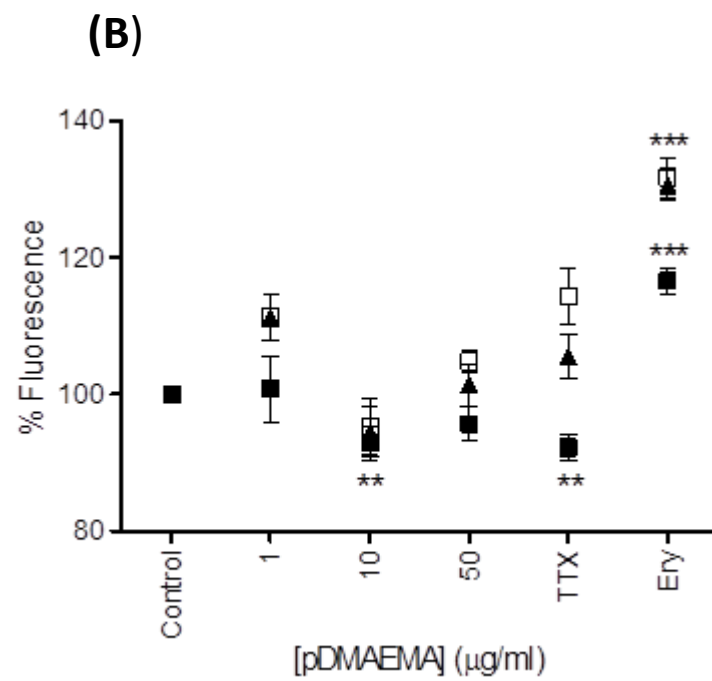 (B)
140
120
100
80
% Fluorescence
***
***
**
**
Control
1
10
50
TTX
Ery
[pDMAEMA] (μg/ml)